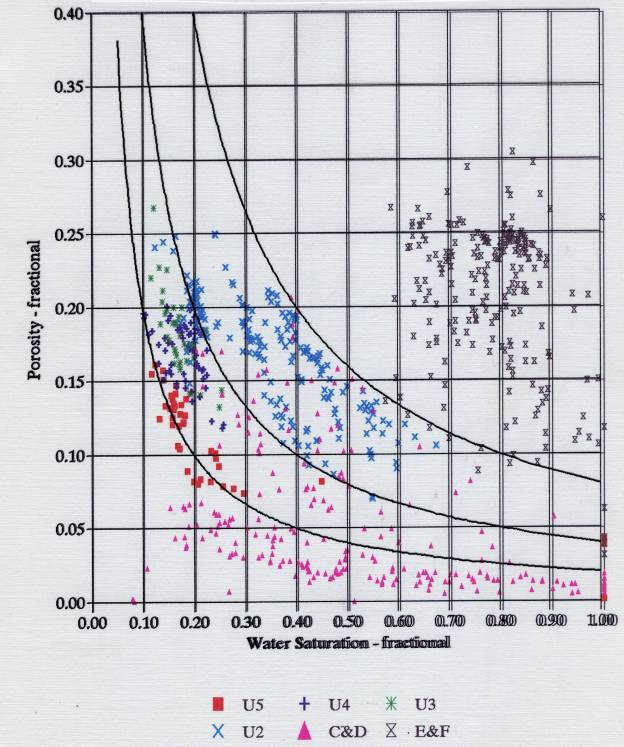 0.40
0.35
0.30
0.25
0.20
0.15
0.10
0.05
0.00
Porosity - fractional
0.00 0.10 0.20 0.30 0.40 0.50 0.60 0.70 0.80 0.90 1.00
Water Saturation - fractional
U5 U4 U3
U2 C&D E&F